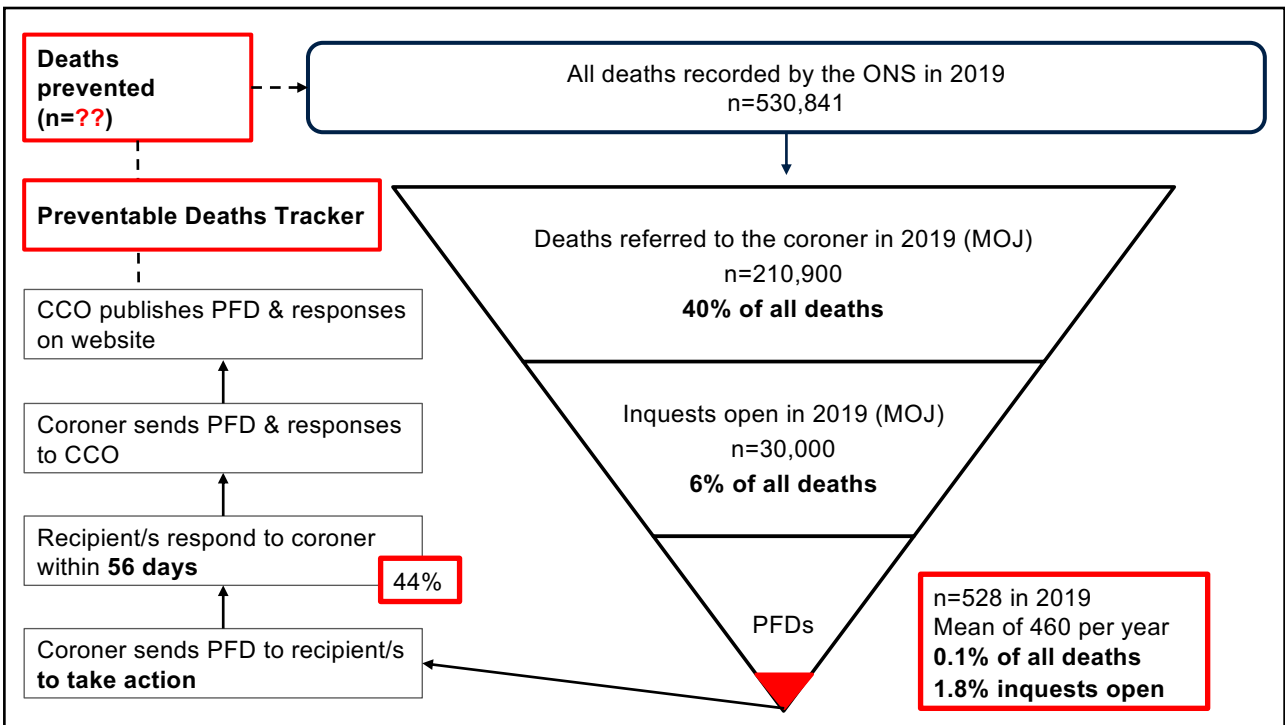 Deaths
prevented
(n=??)
All deaths recorded by the ONS in 2019
n=530,841
Preventable Deaths Tracker
Deaths referred to the coroner in 2019 (MOJ)
n=210,900
40% of all deaths
CCO publishes PFD & responses
on website
Inquests open in 2019 (MOJ)
n=30,000
6% of all deaths
Coroner sends PFD & responses
to CCO
Recipient/s respond to coroner
within 56 days
44%
PFDs
n=528 in 2019
Mean of 460 per year
0.1% of all deaths
1.8% inquests open
Coroner sends PFD to recipient/s
to take action